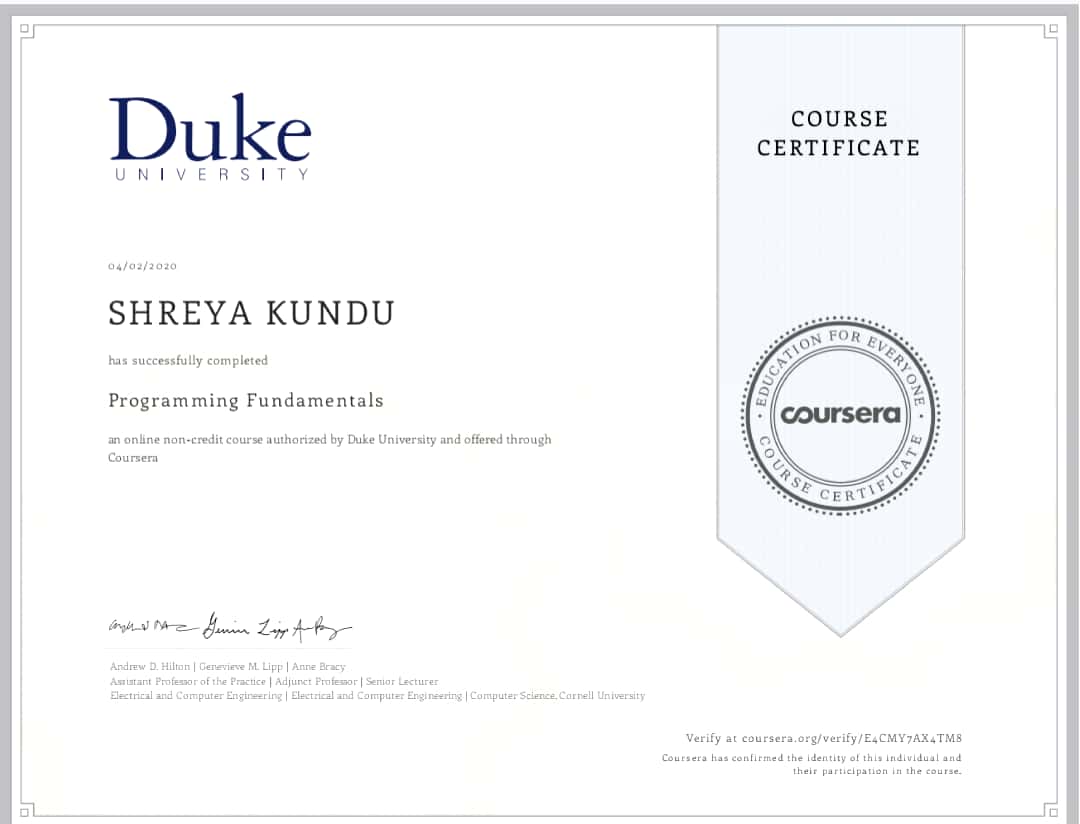 Duke
UNIVERSITY
COURSE
CERTIFICATE
04/02/2020
SHREYA KUNDU
has successfully completed
Programming Fundamentals
an online non-credit course authorized by Duke University and offered through
Coursera
EDUCATION FOR EVERYONE
coursera
COURSE CERTIFICATE
Andrew D. Hilton | Genevieve M. Lipp | Anne Bracy
Assistant Professor of the Practice | Adjunct Professor | Senior Lecturer
Electrical and Computer Engineering | Electrical and Computer Engineering | Computer Science, Cornell University
Verify at coursera.org/verify/E4CMY7AX4TM8
Coursera has confirmed the identity of this individual and
their participation in the course.